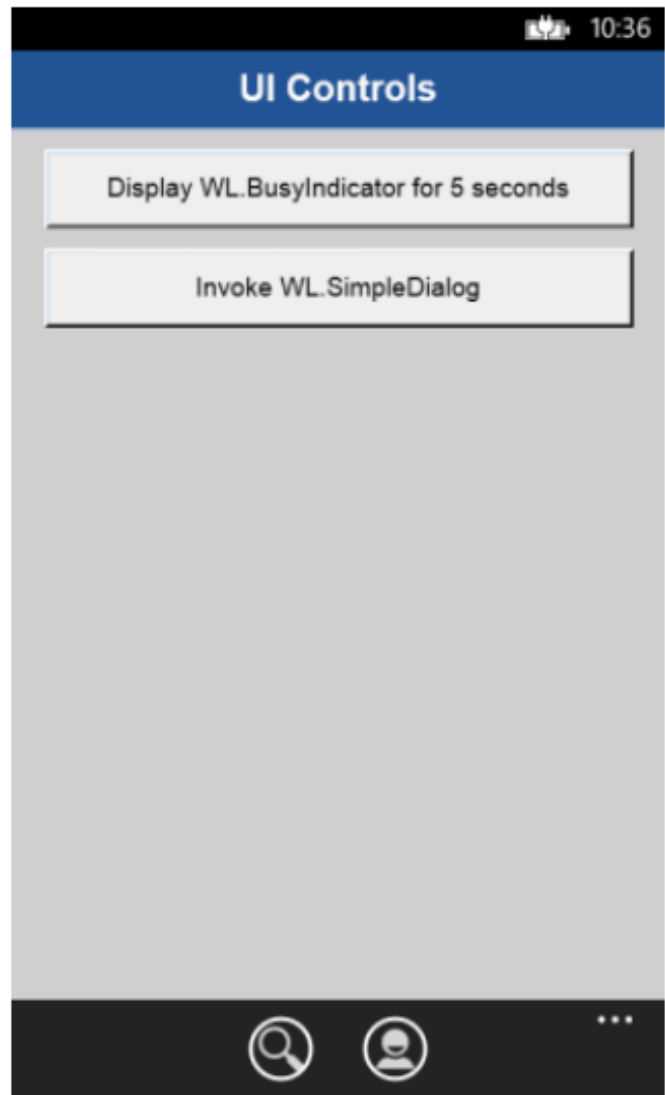 10:36
UI Controls
Display WL.BusyIndicator for 5 seconds
Invoke WL.SimpleDialog